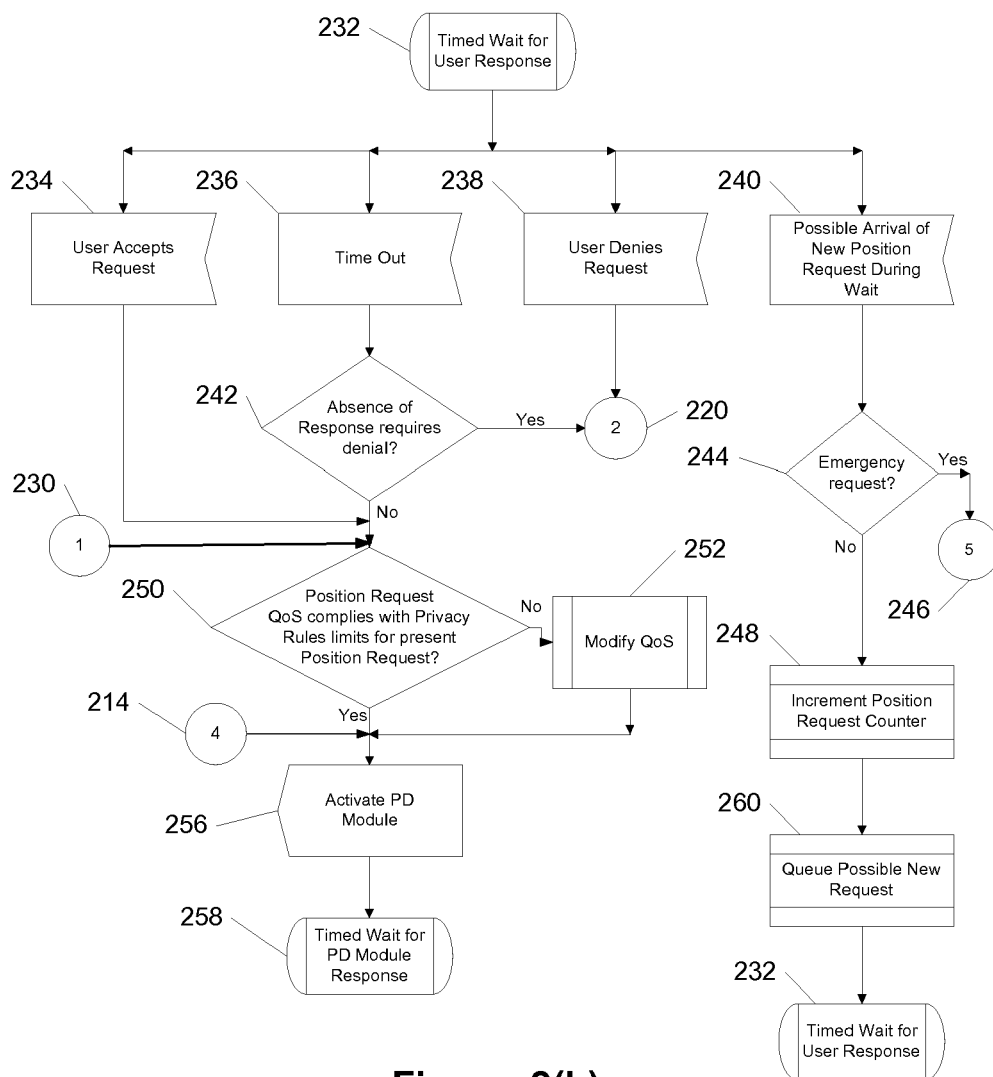 232
Timed Wait for
User Response
234
236
238
240
User Accepts
Request
Time Out
User Denies
Request
Possible Arrival of
New Position
Request During
Wait
242
Absence of
Response requires
denial?
Yes
2
220
244
Emergency
request?
Yes
230
No
1
5
No
246
250
Position Request
QoS complies with Privacy
Rules limits for present
Position Request?
No
252
Modify QoS
248
Increment Position
Request Counter
214
4
Yes
256
Activate PD
Module
260
Queue Possible New
Request
258
Timed Wait for
PD Module
Response
232
Timed Wait for
User Response